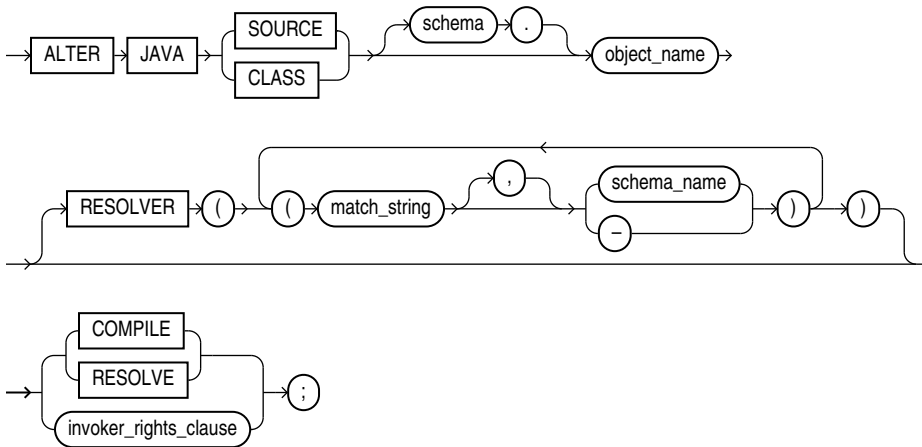 ALTER JAVA SOURCE schema . object_name
CLASS
RESOLVER ( ( match_string , schema_name ) )
-
COMPILE
RESOLVE ;
invoker_rights_clause